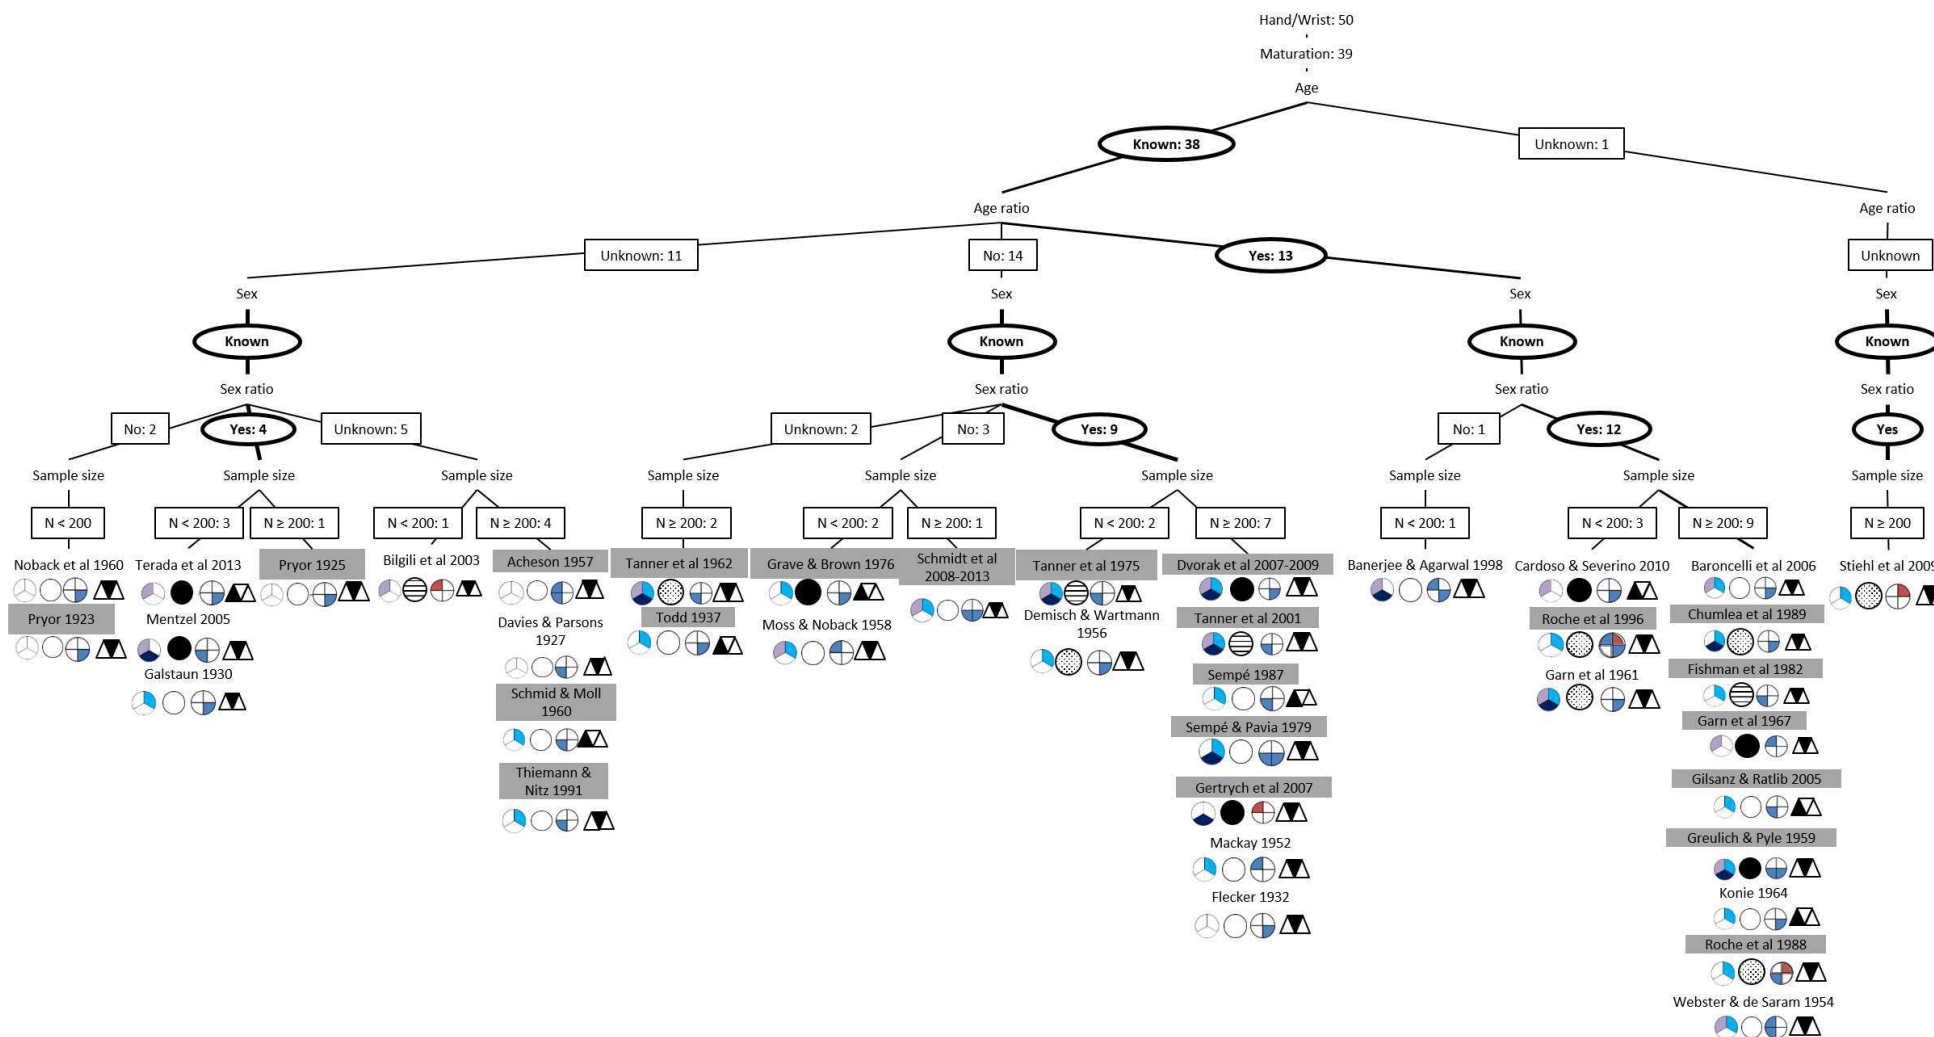 Hand/Wrist: 50
Maturation: 39
Age
Known: 38
Unknown: 1
Age ratio
Age ratio
Unknown: 11
No: 14
Yes: 13
Unknown
Sex
Sex
Sex
Sex
Known
Known
Known
Known
Sex ratio
Sex ratio
Sex ratio
Sex ratio
No: 2
Yes: 4
Unknown: 5
Unknown: 2
No: 3
Yes: 9
No: 1
Yes: 12
Yes
Sample size
Sample size
Sample size
Sample size
Sample size
Sample size
Sample size
Sample size
Sample size
N < 200
N < 200: 3
N ≥ 200: 1
N < 200: 1
N ≥ 200: 4
N ≥ 200: 2
N < 200: 2
N ≥ 200: 1
N < 200: 2
N ≥ 200: 7
N < 200: 1
N < 200: 3
N ≥ 200: 9
N ≥ 200
Noback et al 1960
Pryor 1923
Terada et al 2013
Mentzel 2005
Galstaun 1930
Pryor 1925
Bilgili et al 2003
Acheson 1957
Davies & Parsons
1927
Schmid & Moll
1960
Thiemann &
Nitz 1991
Tanner et al 1962
Todd 1937
Grave & Brown 1976
Moss & Noback 1958
Schmidt et al
2008-2013
Tanner et al 1975
Demisch & Wartmann
1956
Dvorak et al 2007-2009
Tanner et al 2001
Sempé 1987
Sempé & Pavia 1979
Gertrych et al 2007
Mackay 1952
Flecker 1932
Banerjee & Agarwal 1998
Cardoso & Severino 2010
Roche et al 1996
Garn et al 1961
Baroncelli et al 2006
Chumlea et al 1989
Fishman et al 1982
Garn et al 1967
Gilsanz & Ratlib 2005
Greulich & Pyle 1959
Konie 1964
Roche et al 1988
Webster & de Saram 1954
Stiehl et al 2009